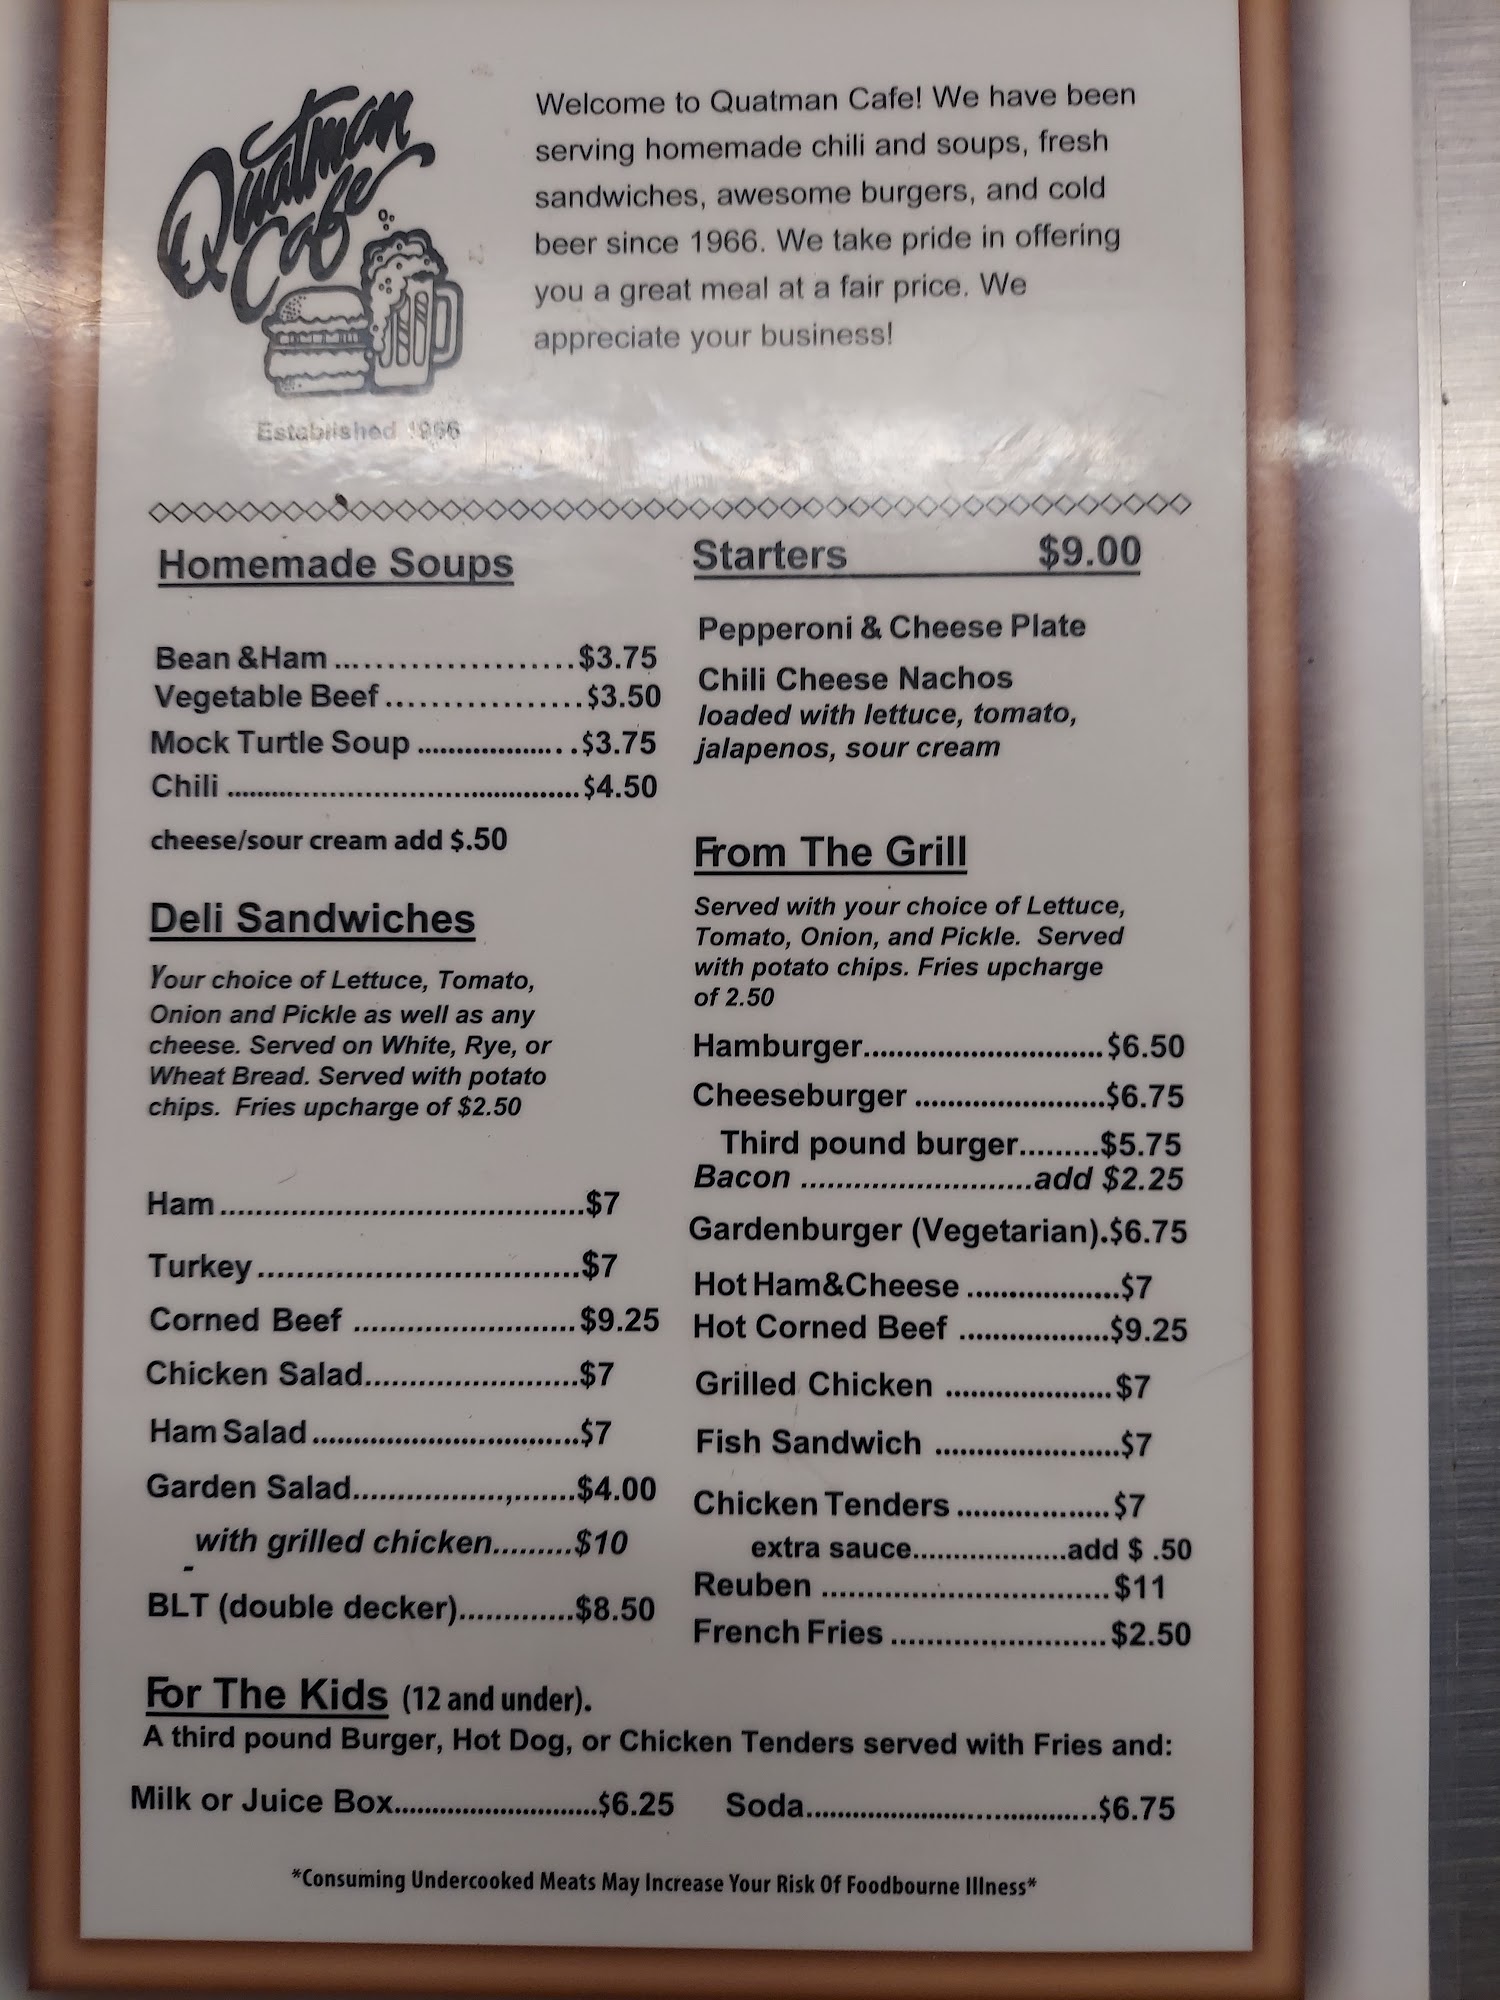 Quatman
Cafe
Established 1966
Welcome to Quatman Cafe! We have been
serving homemade chili and soups, fresh
sandwiches, awesome burgers, and cold
beer since 1966. We take pride in offering
you a great meal at a fair price. We
appreciate your business!
Homemade Soups
Bean &Ham ........................$3.75
Vegetable Beef..................$3.50
Mock Turtle Soup ....................$3.75
Chili ..........................................$4.50
cheese/sour cream add $.50
Deli Sandwiches
Your choice of Lettuce, Tomato,
Onion and Pickle as well as any
cheese. Served on White, Rye, or
Wheat Bread. Served with potato
chips. Fries upcharge of $2.50
Ham.........................................$7
Turkey.................................$7
Corned Beef .........................$9.25
Chicken Salad........................$7
Ham Salad.................................$7
Garden Salad.................,.......$4.00
with grilled chicken.........$10
-
BLT (double decker).............$8.50
Starters $9.00
Pepperoni & Cheese Plate
Chili Cheese Nachos
loaded with lettuce, tomato,
jalapenos, sour cream
From The Grill
Served with your choice of Lettuce,
Tomato, Onion, and Pickle. Served
with potato chips. Fries upcharge
of 2.50
Hamburger..............................$6.50
Cheeseburger ........................$6.75
Third pound burger.........$5.75
Bacon ..........................add $2.25
Gardenburger (Vegetarian).$6.75
Hot Ham&Cheese ...................$7
Hot Corned Beef ...................$9.25
Grilled Chicken .....................$7
Fish Sandwich .......................$7
Chicken Tenders ...................$7
extra sauce...................add $ .50
Reuben ................................$11
French Fries ........................$2.50
For The Kids (12 and under).
A third pound Burger, Hot Dog, or Chicken Tenders served with Fries and:
Milk or Juice Box...........................$6.25 Soda.....................................$6.75
*Consuming Undercooked Meats May Increase Your Risk Of Foodbourne Illness*